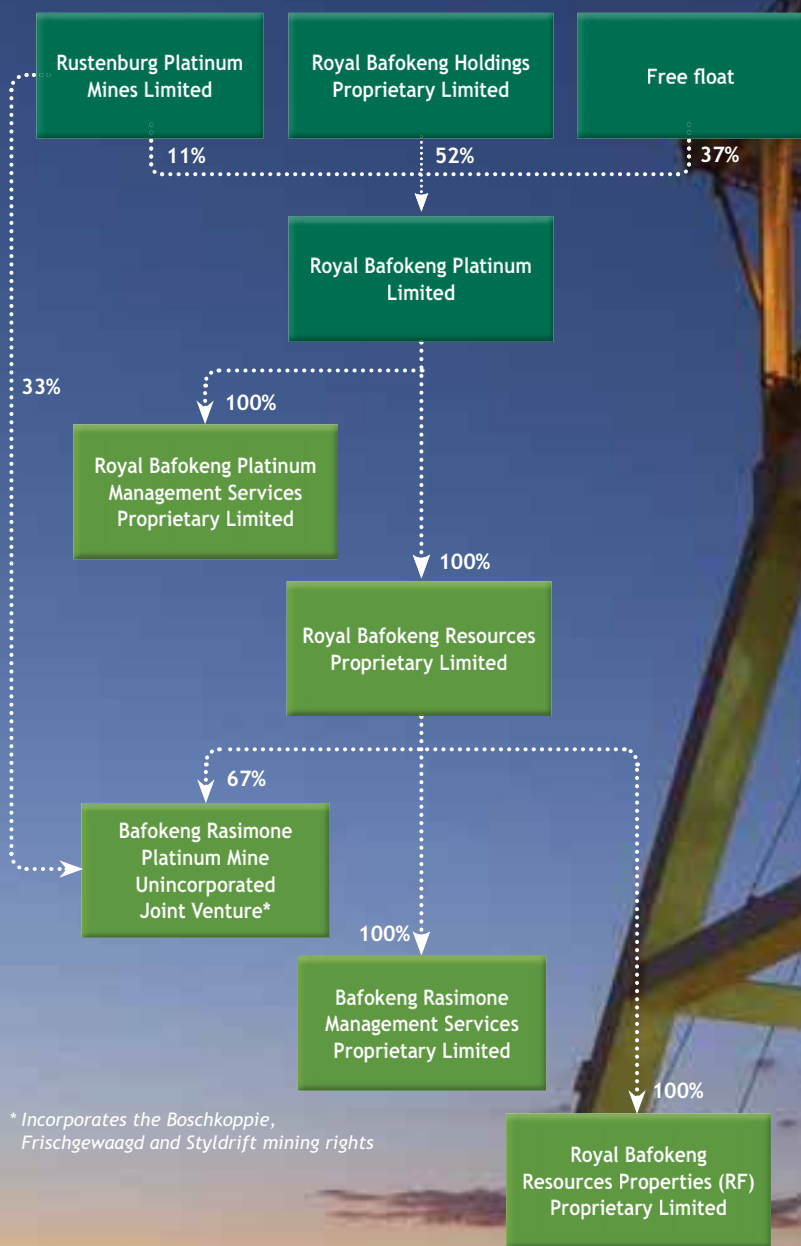 Rustenburg Platinum
Mines Limited
Royal Bafokeng Holdings
Proprietary Limited
Free float
11%
52%
37%
Royal Bafokeng Platinum
Limited
33%
100%
Royal Bafokeng Platinum
Management Services
Proprietary Limited
100%
Royal Bafokeng Resources
Proprietary Limited
67%
Bafokeng Rasimone
Platinum Mine
Unincorporated
Joint Venture*
100%
Bafokeng Rasimone
Management Services
Proprietary Limited
100%
Royal Bafokeng
Resources Properties (RF)
Proprietary Limited
* Incorporates the Boschkoppie,
Frischgewaagd and Styldrift mining rights